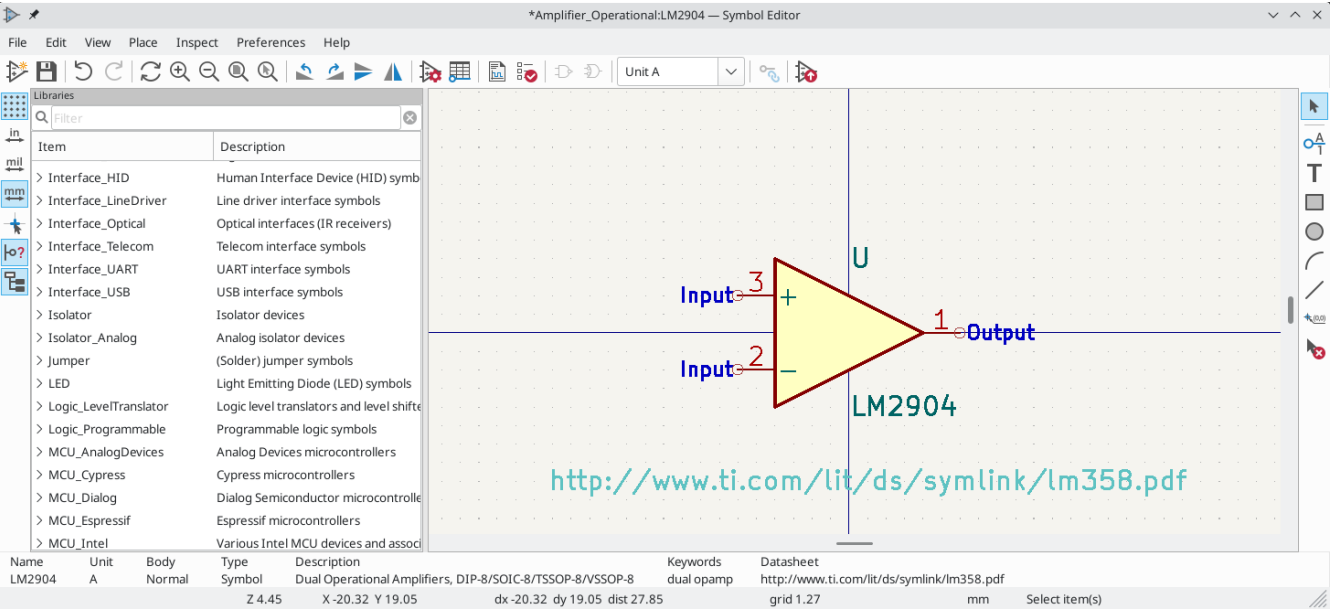 *Amplifier_Operational:LM2904 — Symbol Editor
File Edit View Place Inspect Preferences Help
Unit A
Libraries
Filter
Item Description
Interface_HID Human Interface Device (HID) symb
Interface_LineDriver Line driver interface symbols
Interface_Optical Optical interfaces (IR receivers)
Interface_Telecom Telecom interface symbols
Interface_UART UART interface symbols
Interface_USB USB interface symbols
Isolator Isolator devices
Isolator_Analog Analog isolator devices
Jumper (Solder) jumper symbols
LED Light Emitting Diode (LED) symbols
Logic_LevelTranslator Logic level translators and level shifte
Logic_Programmable Programmable logic symbols
MCU_AnalogDevices Analog Devices microcontrollers
MCU_Cypress Cypress microcontrollers
MCU_Dialog Dialog Semiconductor microcontrolle
MCU_Espressif Espressif microcontrollers
MCU_Intel Various Intel MCU devices and associ
in
mil
mm
U
Input 3 +
1 Output
Input 2 −
LM2904
http://www.ti.com/lit/ds/symlink/lm358.pdf
A
1
T
(0,0)
Name Unit Body Type Description Keywords Datasheet
LM2904 A Normal Symbol Dual Operational Amplifiers, DIP-8/SOIC-8/TSSOP-8/VSSOP-8 dual opamp http://www.ti.com/lit/ds/symlink/lm358.pdf
Z 4.45 X -20.32 Y 19.05 dx -20.32 dy 19.05 dist 27.85 grid 1.27 mm Select item(s)